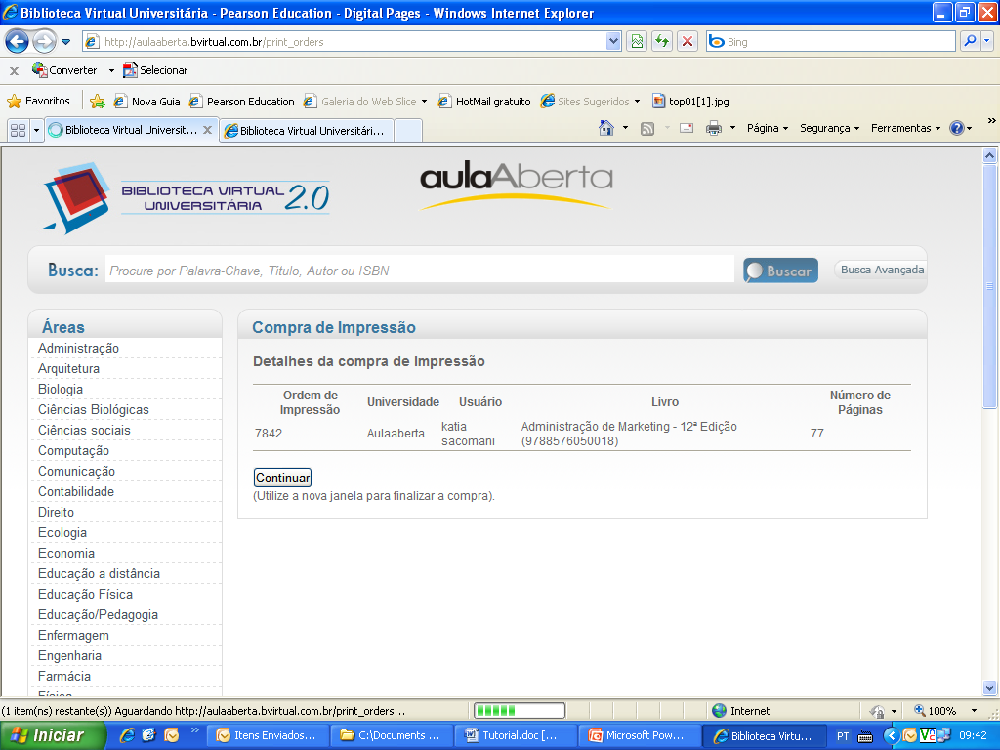 Biblioteca Virtual Universitária - Pearson Education - Digital Pages - Windows Internet Explorer
http://aulaaberta.bvirtual.com.br/print_orders
Bing
x Converter Selecionar
Favoritos Nova Guia Pearson Education Galeria do Web Slice HotMail gratuito Sites Sugeridos top01[1].jpg
Biblioteca Virtual Universit... Biblioteca Virtual Universitári... Página Segurança Ferramentas »
BIBLIOTECA VIRTUAL
UNIVERSITÁRIA 2.0
aulaAberta
Busca: Procure por Palavra-Chave, Titulo, Autor ou ISBN Buscar Busca Avançada
Áreas
Administração
Arquitetura
Biologia
Ciências Biológicas
Ciências sociais
Computação
Comunicação
Contabilidade
Direito
Ecologia
Economia
Educação a distância
Educação Física
Educação/Pedagogia
Enfermagem
Engenharia
Farmácia
Física
Compra de Impressão
Detalhes da compra de Impressão
Ordem de Impressão Universidade Usuário Livro Número de Páginas
7842 Aulaaberta katia sacomani Administração de Marketing - 12ª Edição (9788576050018) 77
Continuar
(Utilize a nova janela para finalizar a compra).
(1 item(ns) restante(s)) Aguardando http://aulaaberta.bvirtual.com.br/print_orders... Internet 100%
Iniciar » Itens Enviados... C:\Documents ... Tutorial.doc [... Microsoft Pow... Biblioteca Virtu... PT 09:42